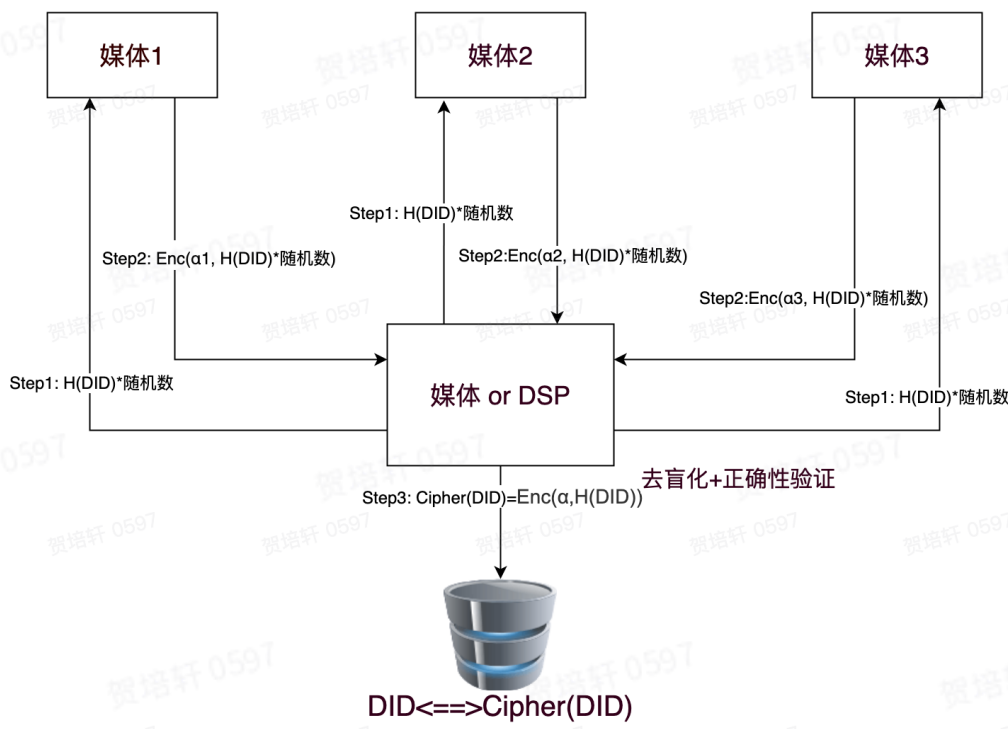 媒体1
媒体2
媒体3
Step1: H(DID)*随机数
Step2: Enc(α1, H(DID)*随机数)
Step2:Enc(α2, H(DID)*随机数)
Step2:Enc(α3, H(DID)*随机数)
Step1: H(DID)*随机数
媒体 or DSP
Step1: H(DID)*随机数
去盲化+正确性验证
Step3: Cipher(DID)=Enc(α,H(DID))
DID<==>Cipher(DID)
贺培轩 0597